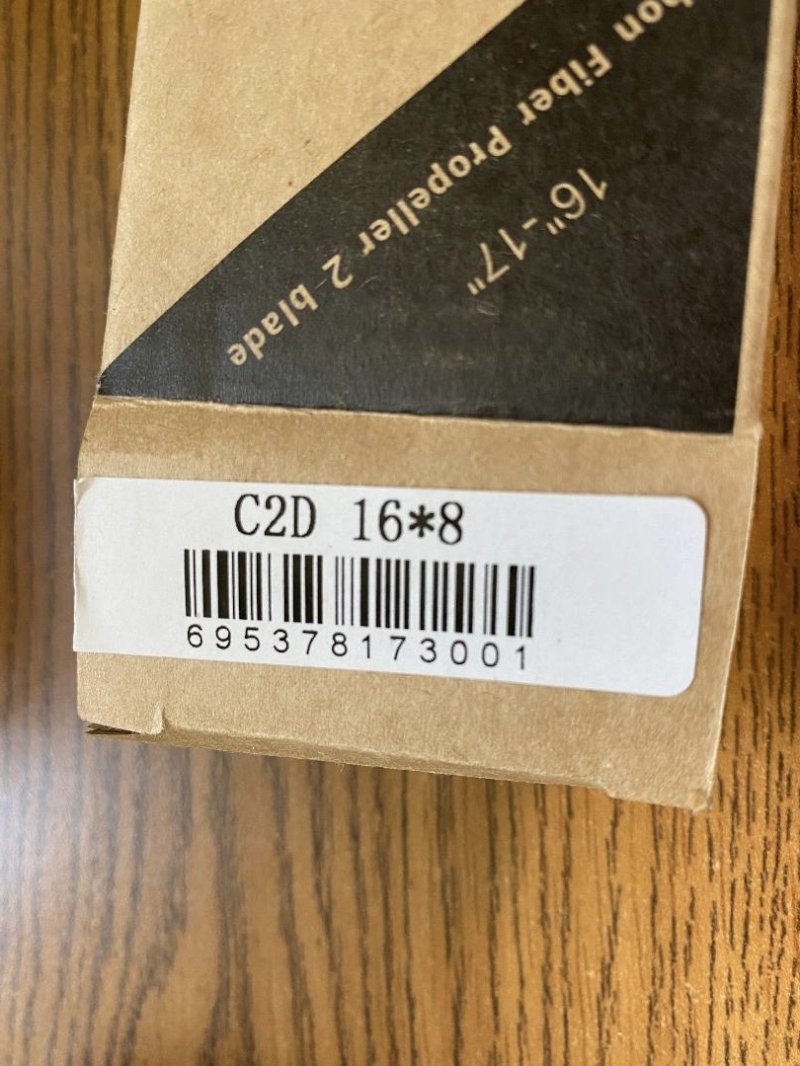 bon Fiber Propeller 2 blade
16"-17"
C2D 16*8
695378173001